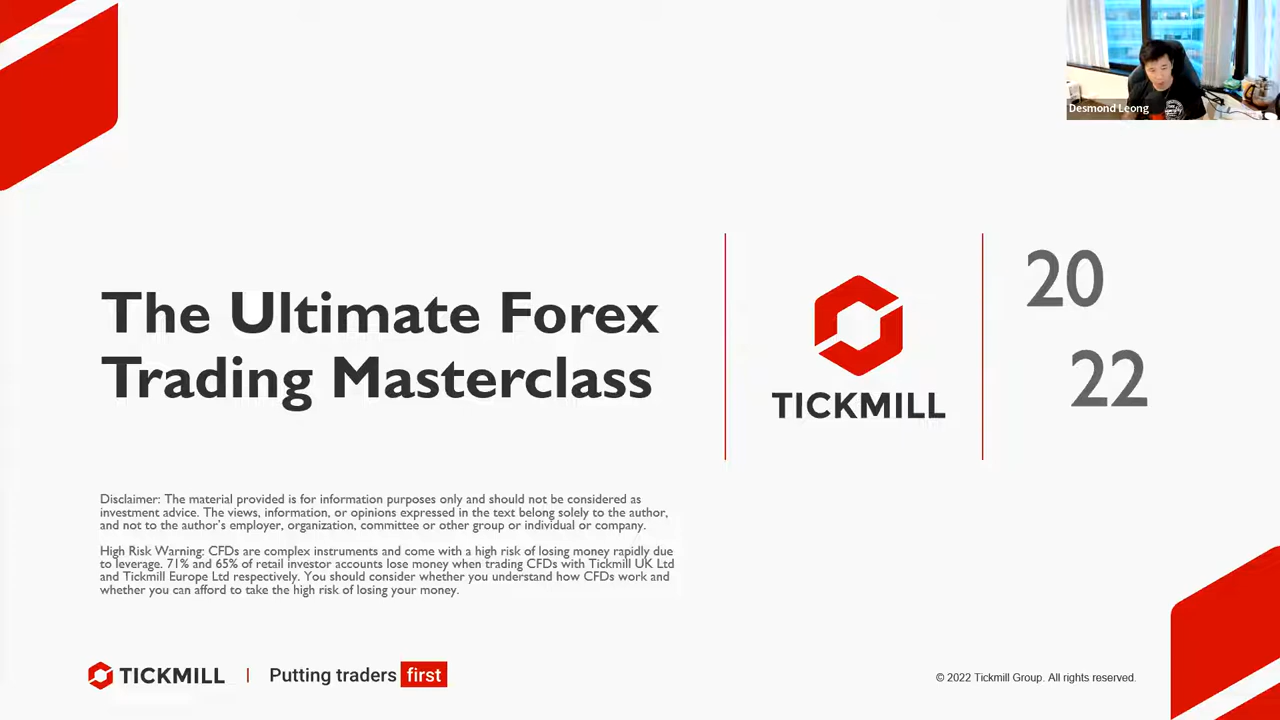 Desmond Leong
The Ultimate Forex
Trading Masterclass
TICKMILL
20
22
Disclaimer: The material provided is for information purposes only and should not be considered as
investment advice. The views, information, or opinions expressed in the text belong solely to the author,
and not to the author's employer, organization, committee or other group or individual or company.
High Risk Warning: CFDs are complex instruments and come with a high risk of losing money rapidly due
to leverage. 71% and 65% of retail investor accounts lose money when trading CFDs with Tickmill UK Ltd
and Tickmill Europe Ltd respectively. You should consider whether you understand how CFDs work and
whether you can afford to take the high risk of losing your money.
TICKMILL | Putting traders first
© 2022 Tickmill Group. All rights reserved.